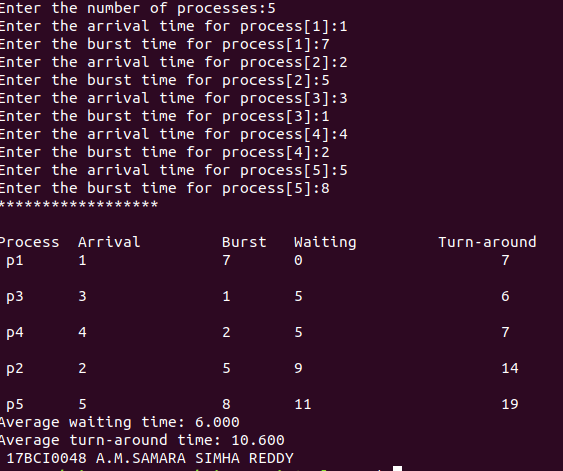 Enter the number of processes:5
Enter the arrival time for process[1]:1
Enter the burst time for process[1]:7
Enter the arrival time for process[2]:2
Enter the burst time for process[2]:5
Enter the arrival time for process[3]:3
Enter the burst time for process[3]:1
Enter the arrival time for process[4]:4
Enter the burst time for process[4]:2
Enter the arrival time for process[5]:5
Enter the burst time for process[5]:8
******************
Process Arrival Burst Waiting Turn-around
p1 1 7 0 7
p3 3 1 5 6
p4 4 2 5 7
p2 2 5 9 14
p5 5 8 11 19
Average waiting time: 6.000
Average turn-around time: 10.600
17BCI0048 A.M.SAMARA SIMHA REDDY